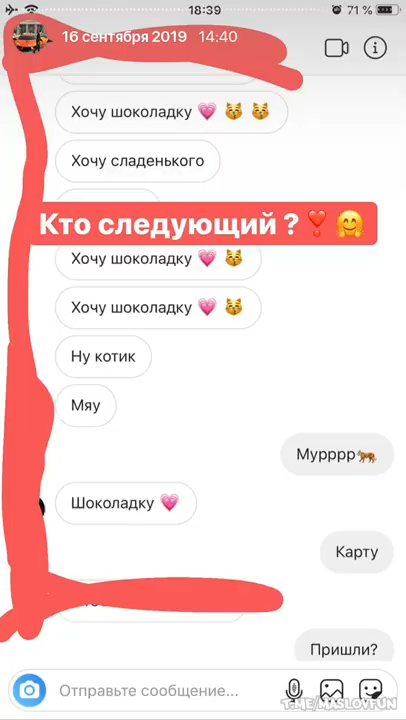 18:39
71 %
16 сентября 2019 14:40
Хочу шоколадку 💗 😽 😽
Хочу сладенького
Кто следующий ?❣️🤗
Хочу шоколадку 💗 😽
Хочу шоколадку 💗 😽
Ну котик
Мяу
Мурррр🐅
Шоколадку 💗
Карту
Пришли?
Отправьте сообщение...
T.ME/MASLOVFUN